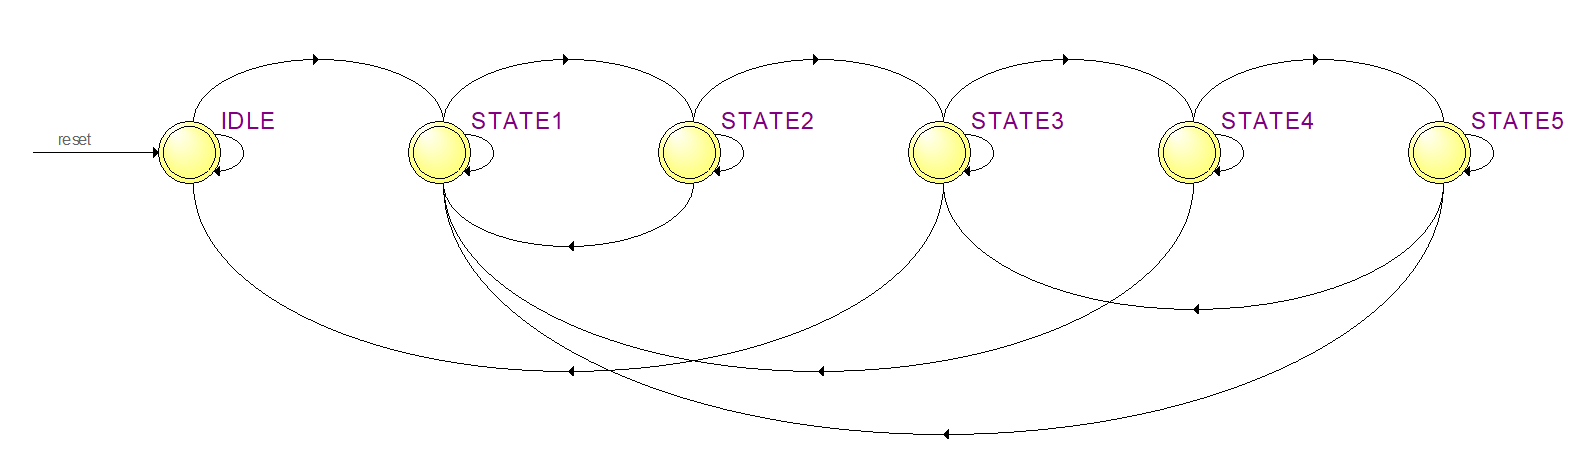 IDLE
STATE1
STATE2
STATE3
STATE4
STATE5
reset